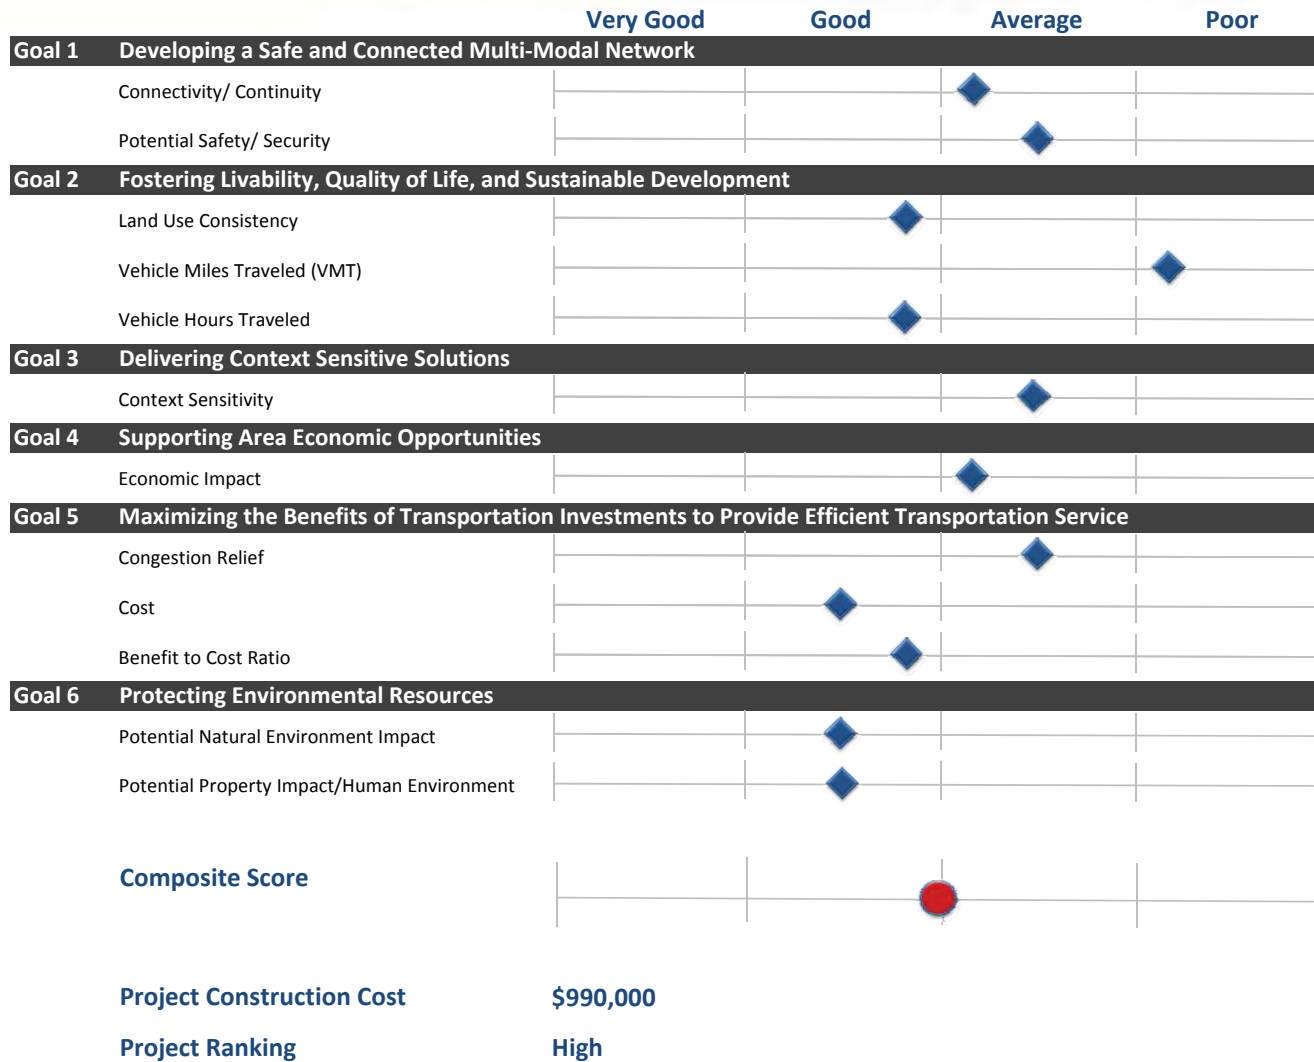 Very Good Good Average Poor
Goal 1 Developing a Safe and Connected Multi-Modal Network
Connectivity/ Continuity
Potential Safety/ Security
Goal 2 Fostering Livability, Quality of Life, and Sustainable Development
Land Use Consistency
Vehicle Miles Traveled (VMT)
Vehicle Hours Traveled
Goal 3 Delivering Context Sensitive Solutions
Context Sensitivity
Goal 4 Supporting Area Economic Opportunities
Economic Impact
Goal 5 Maximizing the Benefits of Transportation Investments to Provide Efficient Transportation Service
Congestion Relief
Cost
Benefit to Cost Ratio
Goal 6 Protecting Environmental Resources
Potential Natural Environment Impact
Potential Property Impact/Human Environment
Composite Score
Project Construction Cost $990,000
Project Ranking High